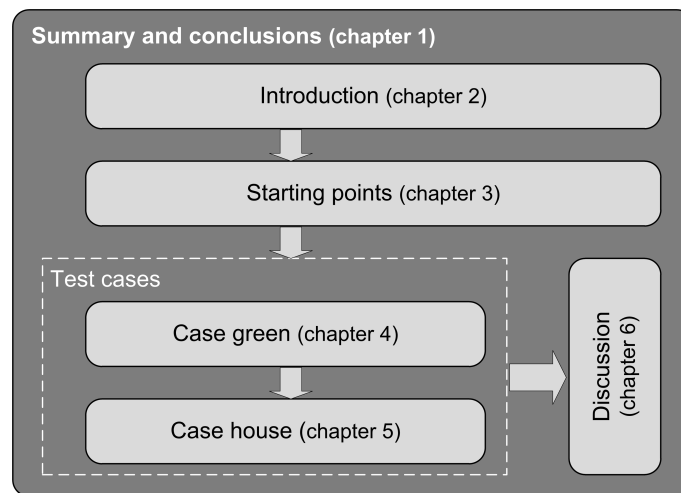 Summary and conclusions (chapter 1)
Introduction (chapter 2)
Starting points (chapter 3)
Test cases
Case green (chapter 4)
Case house (chapter 5)
Discussion
(chapter 6)